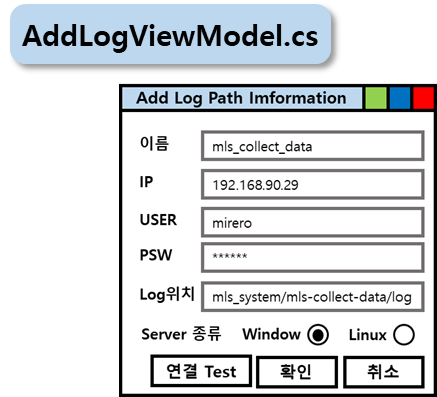 AddLogViewModel.cs
Add Log Path Imformation
이름 mls_collect_data
IP 192.168.90.29
USER mirero
PSW ******
Log위치 mls_system/mls-collect-data/log
Server 종류 Window Linux
연결 Test 확인 취소